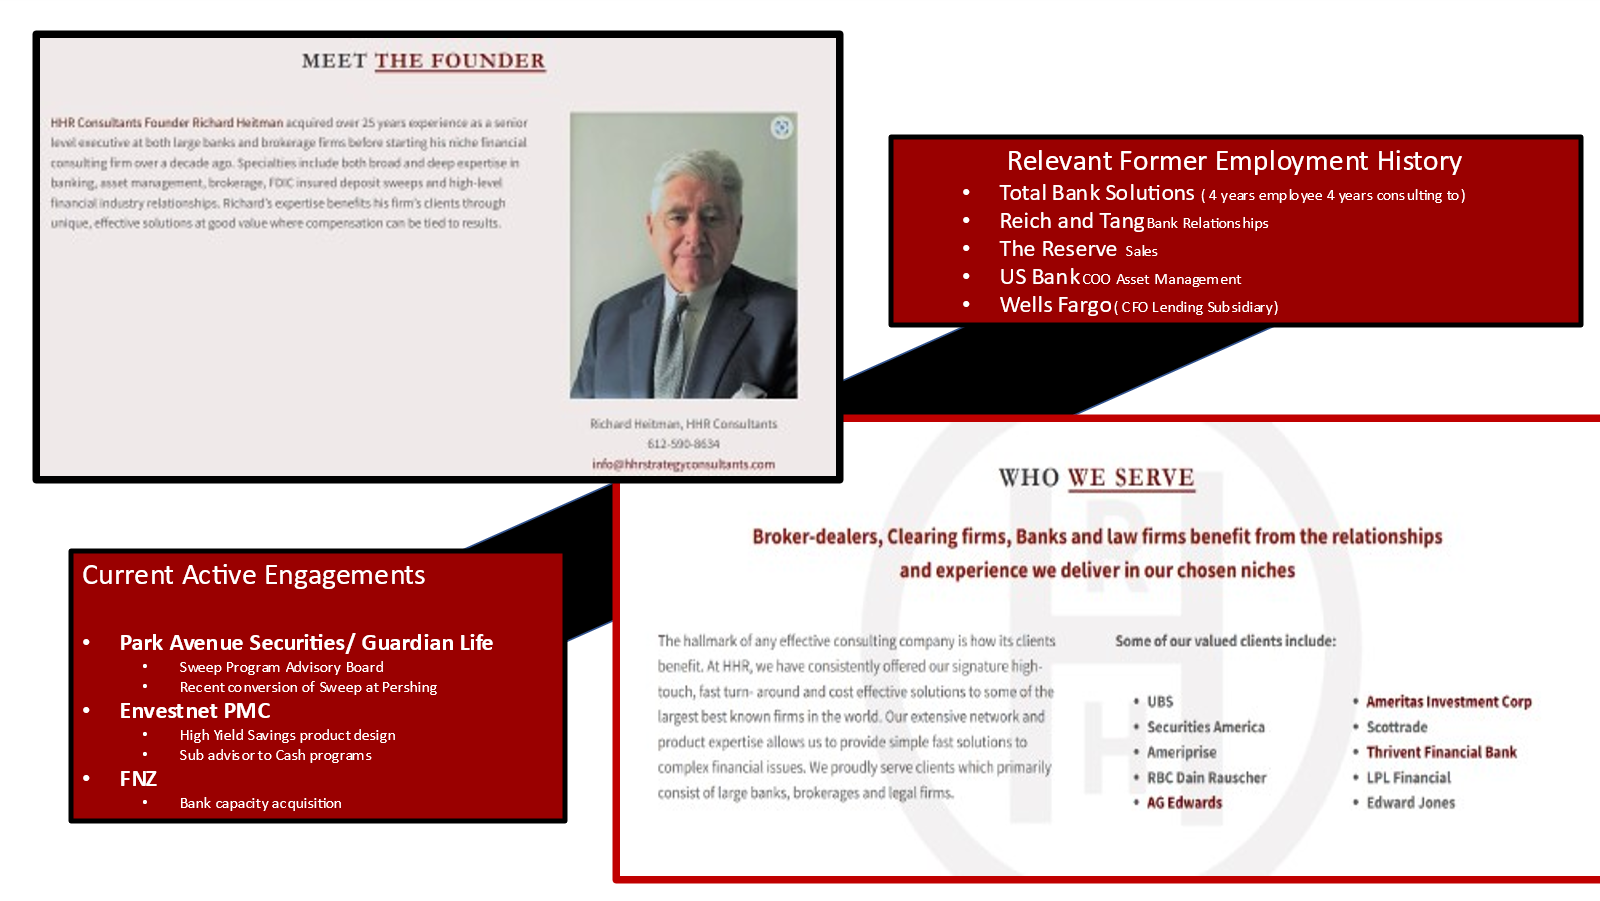 MEET THE FOUNDER
HHR Consultants Founder Richard Heitman acquired over 25 years experience as a senior
level executive at both large banks and brokerage firms before starting his niche financial
consulting firm over a decade ago. Specialties include both broad and deep expertise in
banking, asset management, brokerage, FDIC insured deposit sweeps and high-level
financial industry relationships. Richard's expertise benefits his firm's clients through
unique, effective solutions at good value where compensation can be tied to results.
Richard Heitman, HHR Consultants
612-590-8634
info@hhrstrategyconsultants.com
Relevant Former Employment History
• Total Bank Solutions ( 4 years employee 4 years consulting to)
• Reich and Tang Bank Relationships
• The Reserve Sales
• US Bank COO Asset Management
• Wells Fargo ( CFO Lending Subsidiary)
Current Active Engagements
• Park Avenue Securities/ Guardian Life
• Sweep Program Advisory Board
• Recent conversion of Sweep at Pershing
• Envestnet PMC
• High Yield Savings product design
• Sub advisor to Cash programs
• FNZ
• Bank capacity acquisition
WHO WE SERVE
Broker-dealers, Clearing firms, Banks and law firms benefit from the relationships
and experience we deliver in our chosen niches
The hallmark of any effective consulting company is how its clients
benefit. At HHR, we have consistently offered our signature high-
touch, fast turn- around and cost effective solutions to some of the
largest best known firms in the world. Our extensive network and
product expertise allows us to provide simple fast solutions to
complex financial issues. We proudly serve clients which primarily
consist of large banks, brokerages and legal firms.
Some of our valued clients include:
• UBS
• Securities America
• Ameriprise
• RBC Dain Rauscher
• AG Edwards
• Ameritas Investment Corp
• Scottrade
• Thrivent Financial Bank
• LPL Financial
• Edward Jones
R
H
H